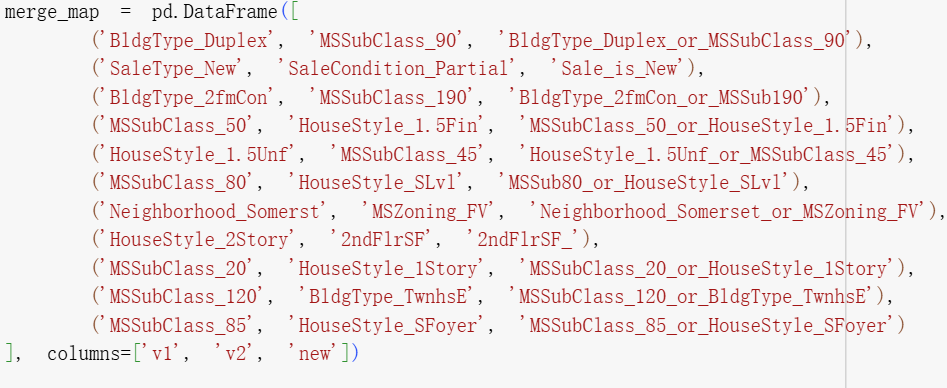 merge_map = pd.DataFrame([
('BldgType_Duplex', 'MSSubClass_90', 'BldgType_Duplex_or_MSSubClass_90'),
('SaleType_New', 'SaleCondition_Partial', 'Sale_is_New'),
('BldgType_2fmCon', 'MSSubClass_190', 'BldgType_2fmCon_or_MSSub190'),
('MSSubClass_50', 'HouseStyle_1.5Fin', 'MSSubClass_50_or_HouseStyle_1.5Fin'),
('HouseStyle_1.5Unf', 'MSSubClass_45', 'HouseStyle_1.5Unf_or_MSSubClass_45'),
('MSSubClass_80', 'HouseStyle_SLvl', 'MSSub80_or_HouseStyle_SLvl'),
('Neighborhood_Somerst', 'MSZoning_FV', 'Neighborhood_Somerset_or_MSZoning_FV'),
('HouseStyle_2Story', '2ndFlrSF', '2ndFlrSF_'),
('MSSubClass_20', 'HouseStyle_1Story', 'MSSubClass_20_or_HouseStyle_1Story'),
('MSSubClass_120', 'BldgType_TwnhsE', 'MSSubClass_120_or_BldgType_TwnhsE'),
('MSSubClass_85', 'HouseStyle_SFoyer', 'MSSubClass_85_or_HouseStyle_SFoyer')
], columns=['v1', 'v2', 'new'])